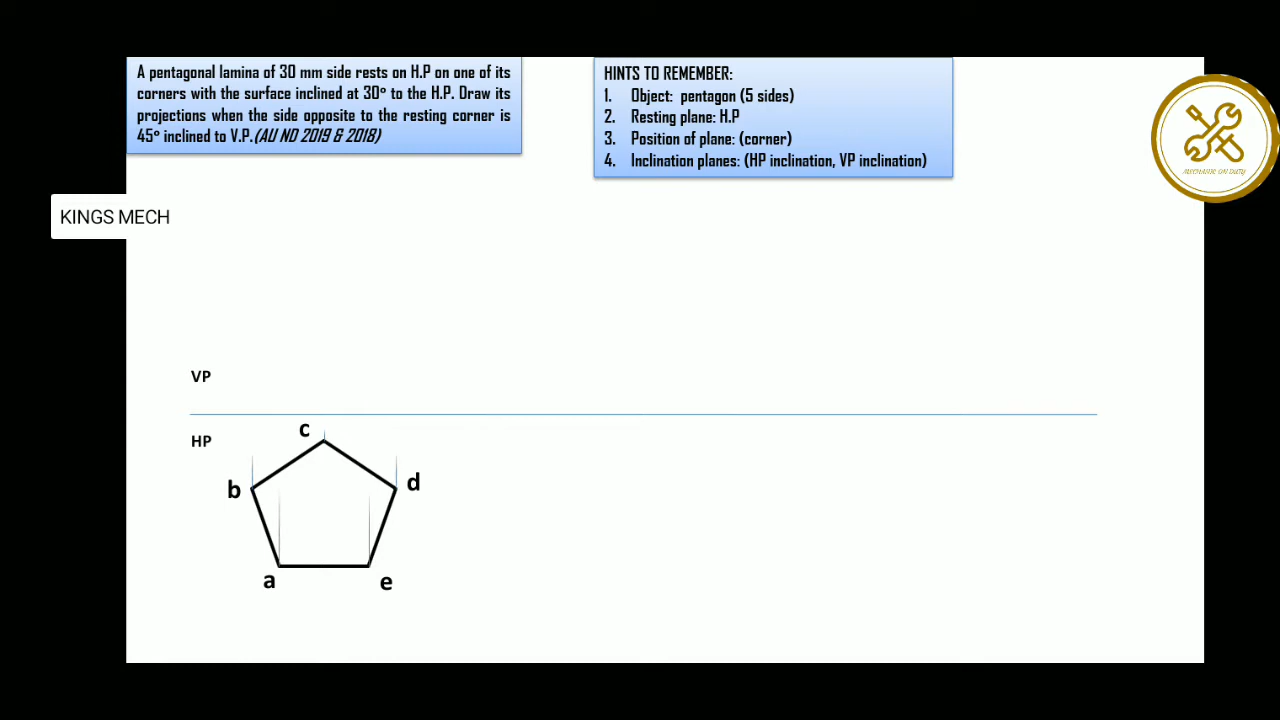 A pentagonal lamina of 30 mm side rests on H.P on one of its
corners with the surface inclined at 30° to the H.P. Draw its
projections when the side opposite to the resting corner is
45° inclined to V.P.(AU ND 2019 & 2018)
HINTS TO REMEMBER:
1. Object: pentagon (5 sides)
2. Resting plane: H.P
3. Position of plane: (corner)
4. Inclination planes: (HP inclination, VP inclination)
MECHANIC ON DUTY
KINGS MECH
VP
HP
c
b
d
a
e